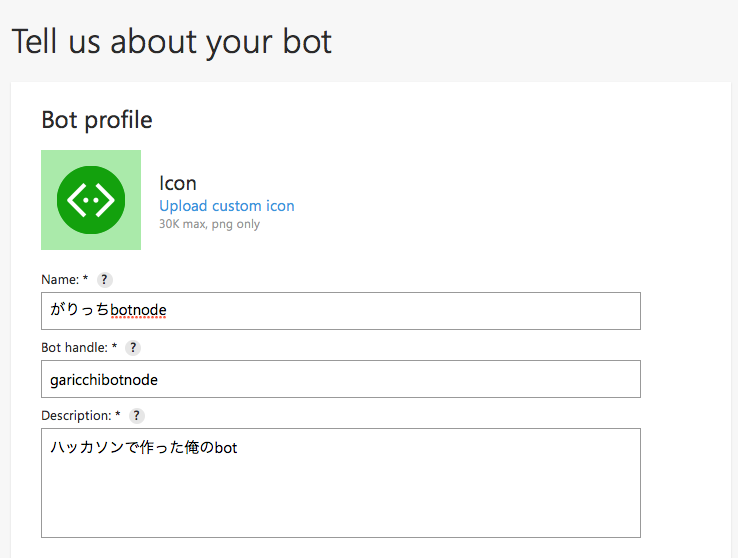 Tell us about your bot
Bot profile
Icon
Upload custom icon
30K max, png only
Name: * ?
がりっちbotnode
Bot handle: * ?
garicchibotnode
Description: * ?
ハッカソンで作った俺のbot